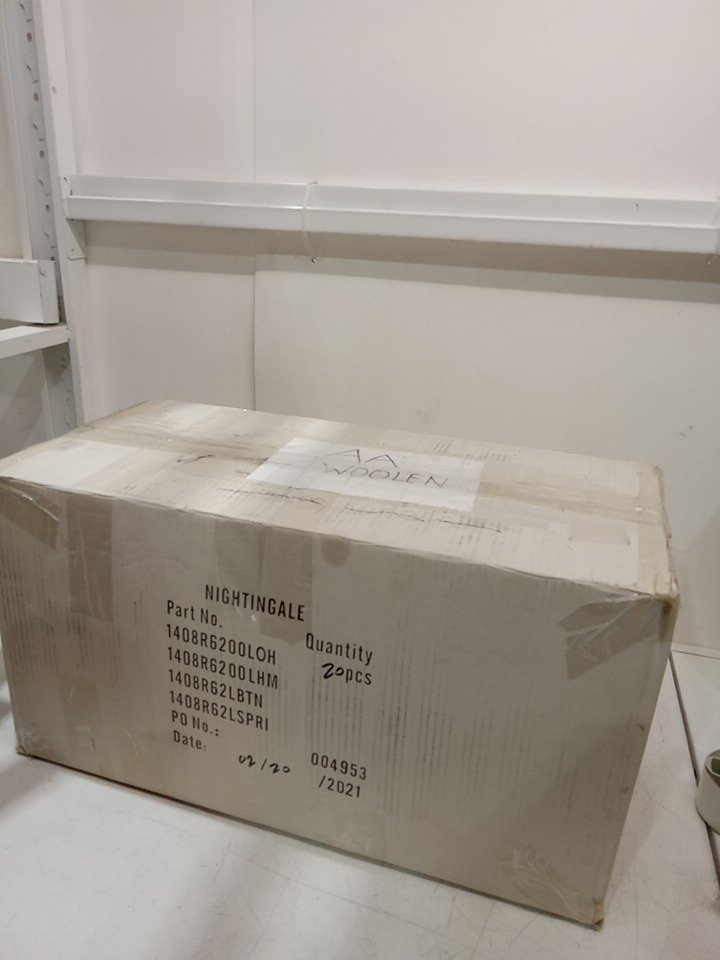 AA
WOOLEN
NIGHTINGALE
Part No. Quantity
1408R6200LOH 20pcs
1408R6200LHM
1408R62LBTN
1408R62LSPRI
PO No.: 004953
Date: 02/20 /2021